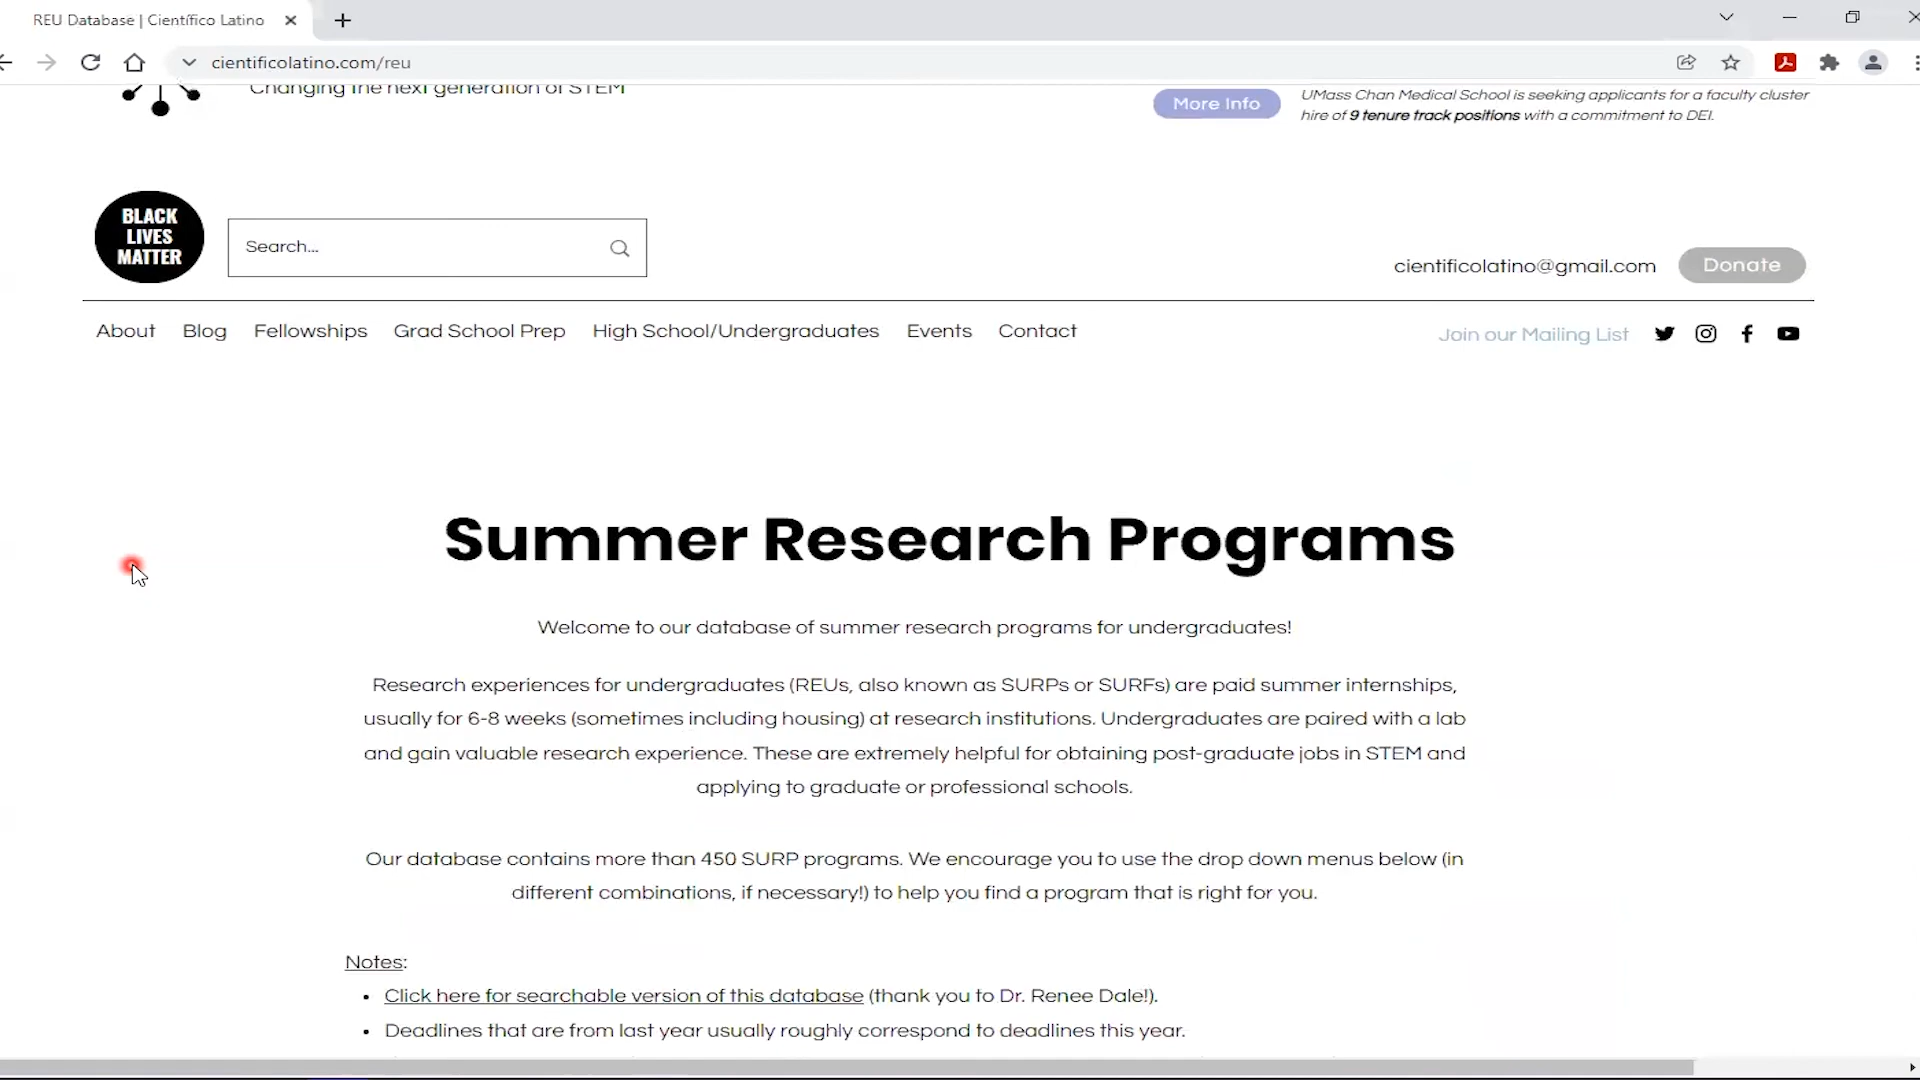 REU Database | Científico Latino
cientificolatino.com/reu
Changing the next generation of STEM
More Info
UMass Chan Medical School is seeking applicants for a faculty cluster
hire of 9 tenure track positions with a commitment to DEI.
BLACK
LIVES
MATTER
Search...
cientificolatino@gmail.com
Donate
About Blog Fellowships Grad School Prep High School/Undergraduates Events Contact
Join our Mailing List
Summer Research Programs
Welcome to our database of summer research programs for undergraduates!
Research experiences for undergraduates (REUs, also known as SURPs or SURFs) are paid summer internships,
usually for 6-8 weeks (sometimes including housing) at research institutions. Undergraduates are paired with a lab
and gain valuable research experience. These are extremely helpful for obtaining post-graduate jobs in STEM and
applying to graduate or professional schools.
Our database contains more than 450 SURP programs. We encourage you to use the drop down menus below (in
different combinations, if necessary!) to help you find a program that is right for you.
Notes:
• Click here for searchable version of this database (thank you to Dr. Renee Dale!).
• Deadlines that are from last year usually roughly correspond to deadlines this year.